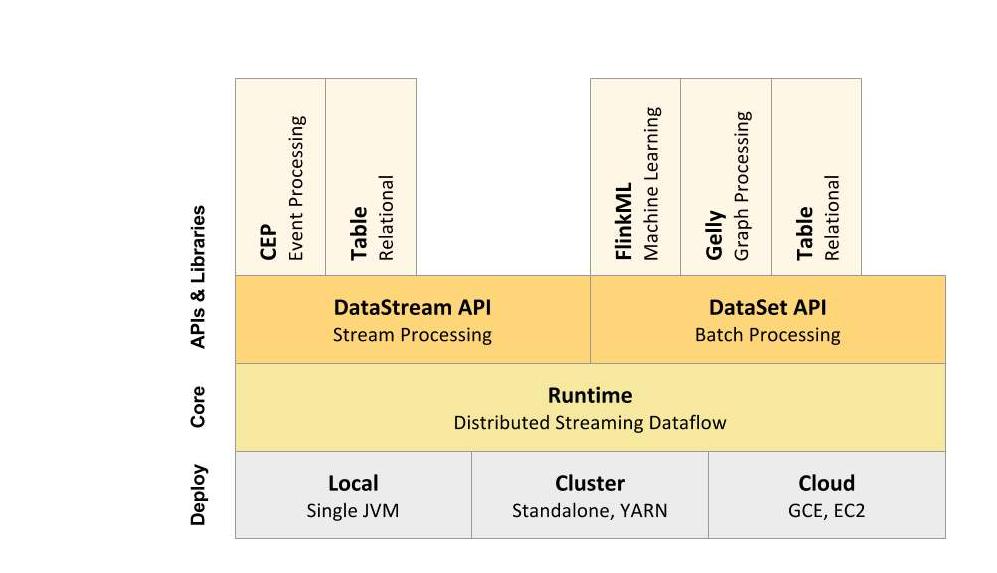 CEP
Event Processing
Table
Relational
FlinkML
Machine Learning
Gelly
Graph Processing
Table
Relational
APIs & Libraries
DataStream API
Stream Processing
DataSet API
Batch Processing
Core
Runtime
Distributed Streaming Dataflow
Deploy
Local
Single JVM
Cluster
Standalone, YARN
Cloud
GCE, EC2